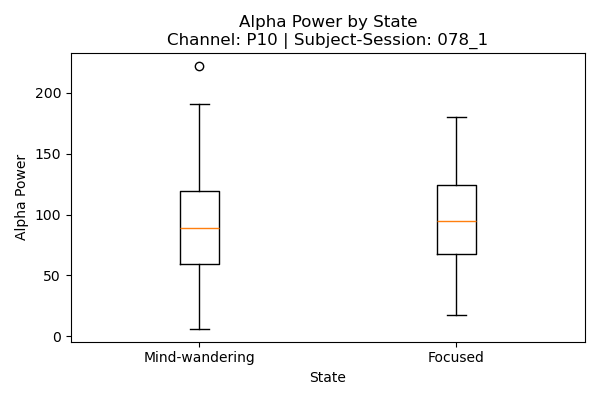 Alpha Power by State
Channel: P10 | Subject-Session: 078_1
Alpha Power
200
150
100
50
0
Mind-wandering
Focused
State